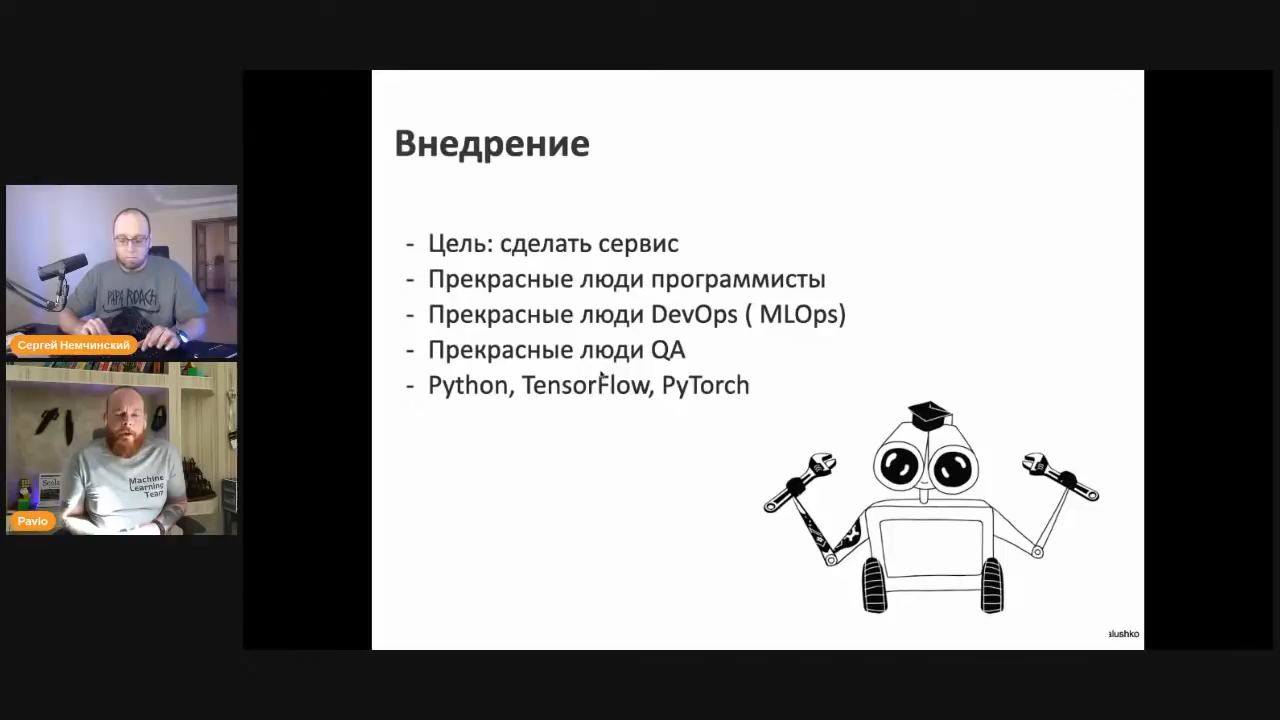 Внедрение
- Цель: сделать сервис
- Прекрасные люди программисты
- Прекрасные люди DevOps ( MLOps)
- Прекрасные люди QA
- Python, TensorFlow, PyTorch
alushko
PAPA ROACH
Сергей Немчинский
Machine
Learning
Team
Pavlo